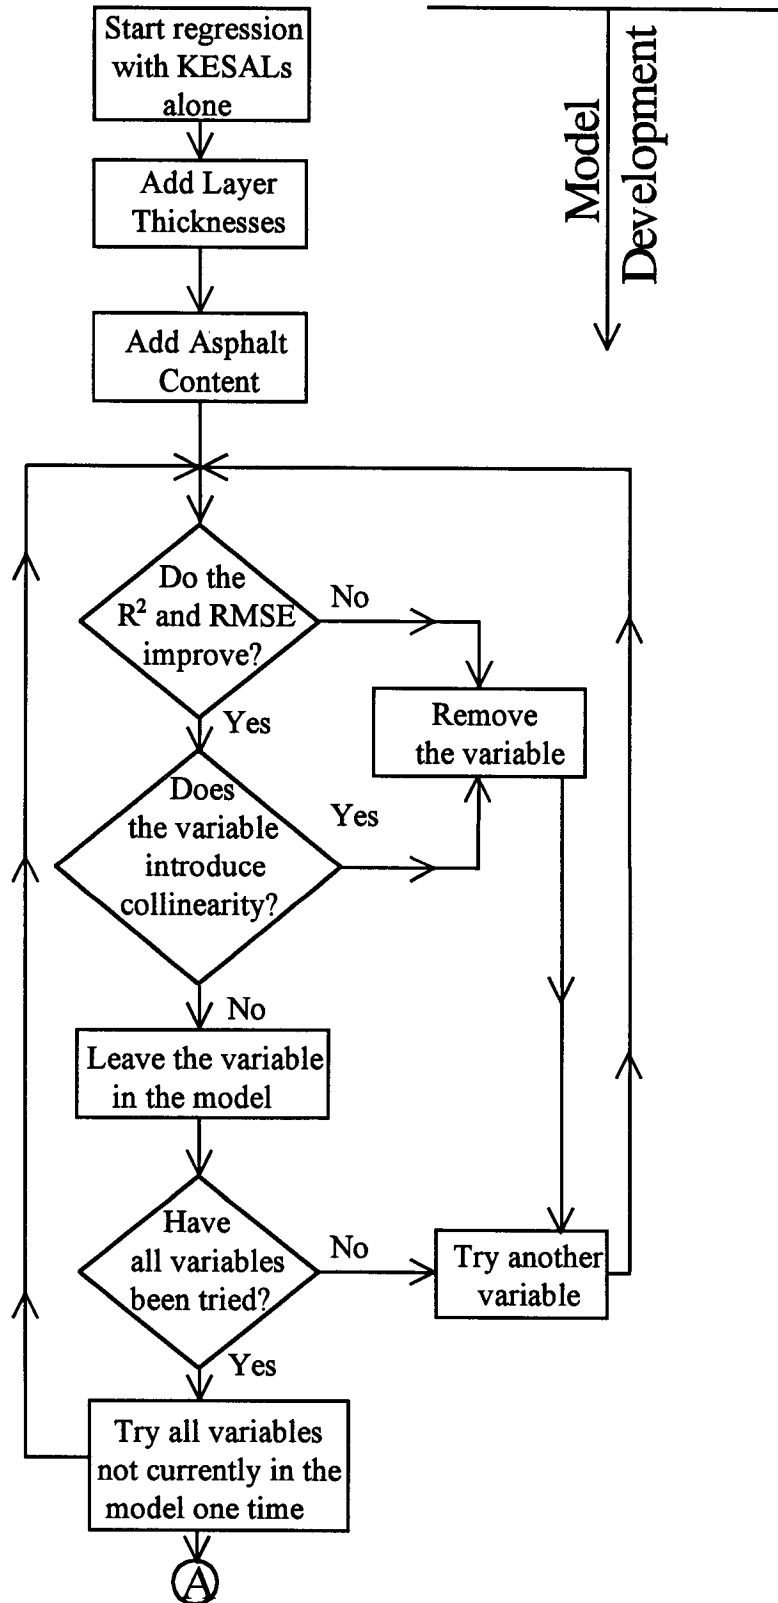 Start regression
with KESALs
alone
Model
Development
Add Layer
Thicknesses
Add Asphalt
Content
Do the
R² and RMSE
improve?
No
Yes
Remove
the variable
Does
the variable
introduce
collinearity?
Yes
No
Leave the variable
in the model
Have
all variables
been tried?
No
Try another
variable
Yes
Try all variables
not currently in the
model one time
A